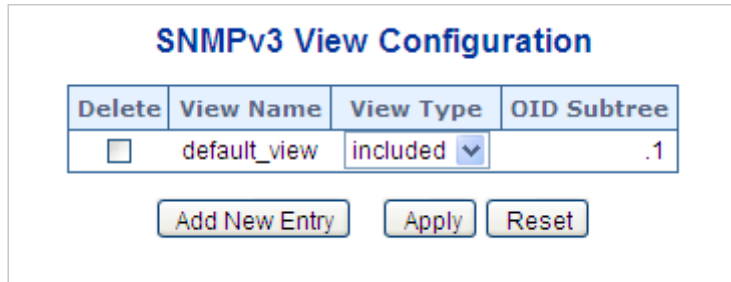 SNMPv3 View Configuration
Delete View Name View Type OID Subtree
default_view included .1
Add New Entry Apply Reset